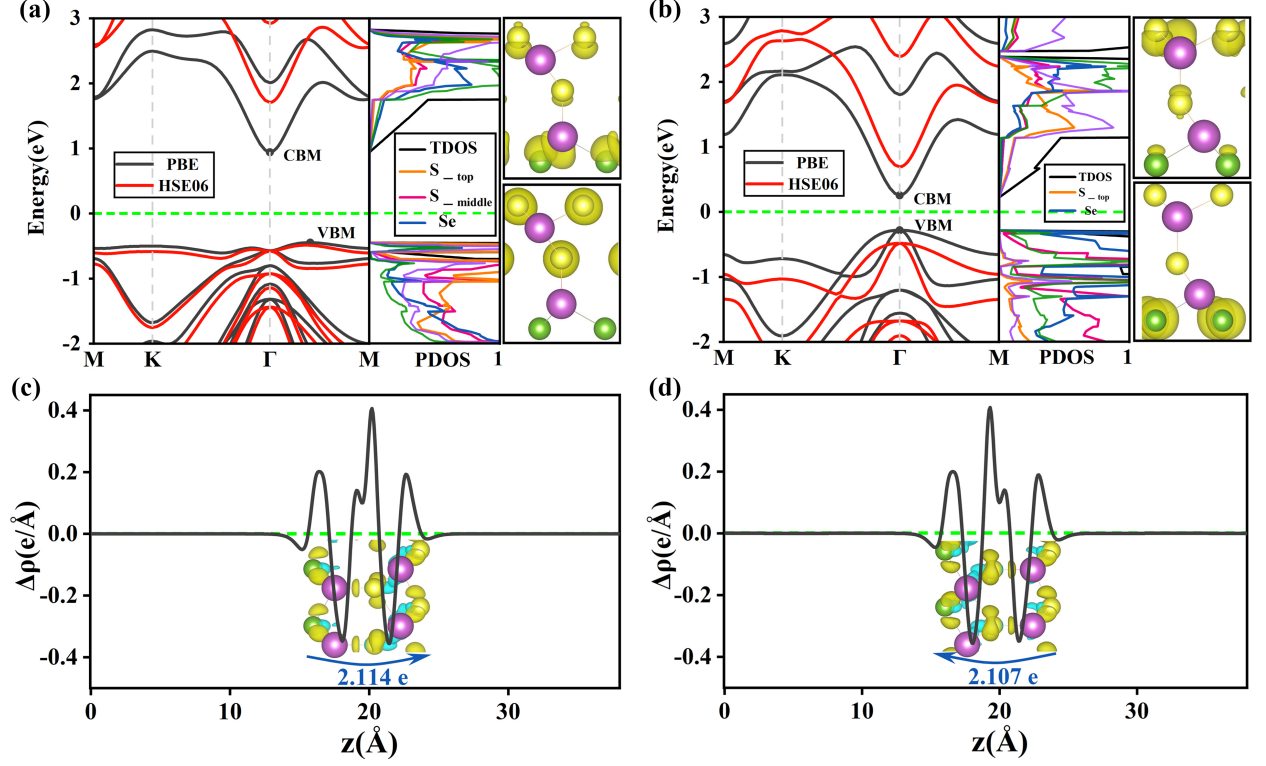 (a)
3
2
1
0
-1
-2
Energy(eV)
PBE
HSE06
CBM
VBM
TDOS
S_top
S_middle
Se
M K Γ M PDOS 1
(b)
3
2
1
0
-1
-2
Energy(eV)
PBE
HSE06
CBM
VBM
TDOS
S_top
Se
M K Γ M PDOS 1
(c)
0.4
0.2
0.0
-0.2
-0.4
Δρ(e/Å)
2.114 e
0 10 20 30
z(Å)
(d)
0.4
0.2
0.0
-0.2
-0.4
Δρ(e/Å)
2.107 e
0 10 20 30
z(Å)